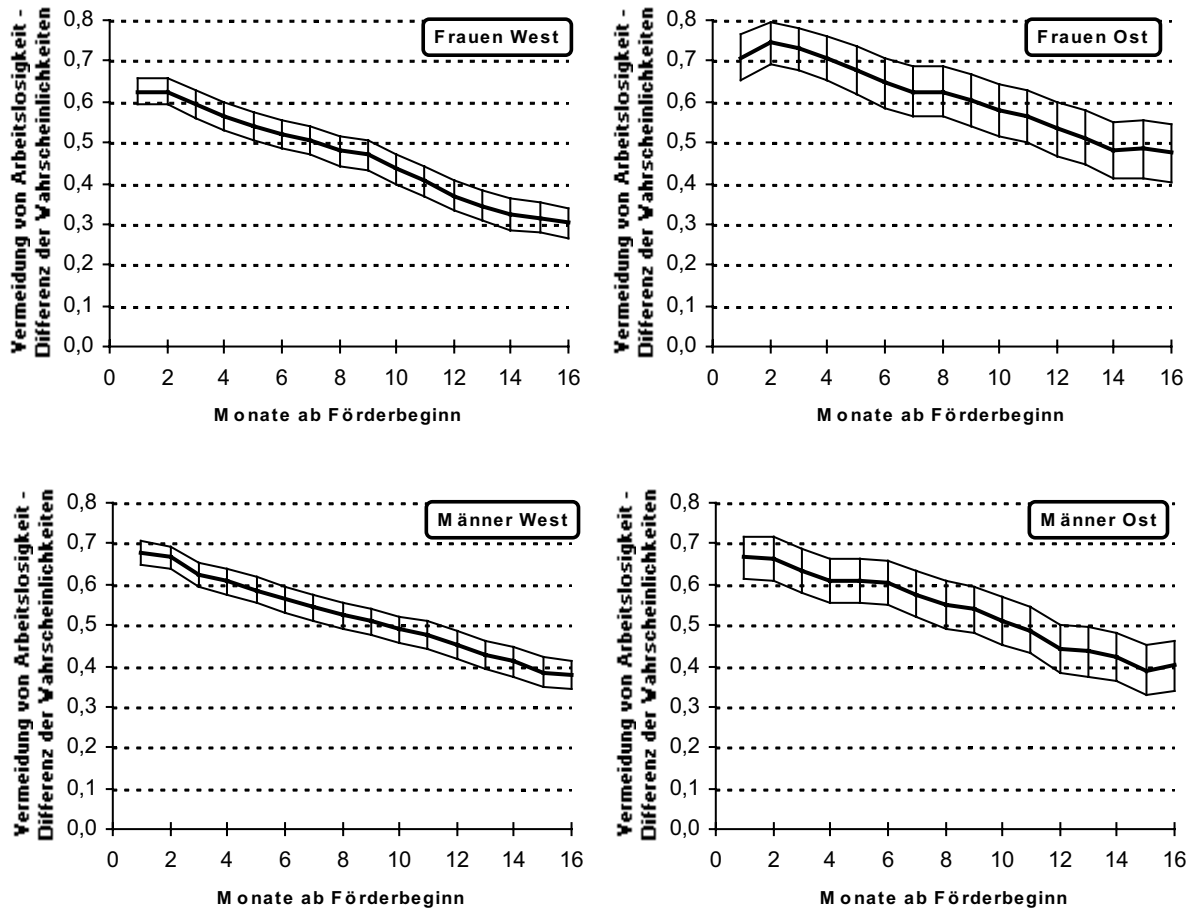 Vermeidung von Arbeitslosigkeit -
Differenz der Wahrscheinlichkeiten
0,8
0,7
0,6
0,5
0,4
0,3
0,2
0,1
0,0
Frauen West
0 2 4 6 8 10 12 14 16
Monate ab Förderbeginn
Vermeidung von Arbeitslosigkeit -
Differenz der Wahrscheinlichkeiten
0,8
0,7
0,6
0,5
0,4
0,3
0,2
0,1
0,0
Frauen Ost
0 2 4 6 8 10 12 14 16
Monate ab Förderbeginn
Vermeidung von Arbeitslosigkeit -
Differenz der Wahrscheinlichkeiten
0,8
0,7
0,6
0,5
0,4
0,3
0,2
0,1
0,0
Männer West
0 2 4 6 8 10 12 14 16
Monate ab Förderbeginn
Vermeidung von Arbeitslosigkeit -
Differenz der Wahrscheinlichkeiten
0,8
0,7
0,6
0,5
0,4
0,3
0,2
0,1
0,0
Männer Ost
0 2 4 6 8 10 12 14 16
Monate ab Förderbeginn